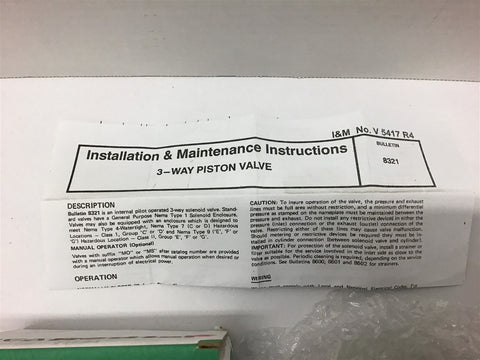 I&M No. V 5417 R4
Installation & Maintenance Instructions
3-WAY PISTON VALVE
BULLETIN
8321
DESCRIPTION
Bulletin 8321 is an internal pilot operated 3-way solenoid valve. Stand-
ard valves have a General Purpose Nema Type 1 Solenoid Enclosure.
Valves may also be equipped with an enclosure which is designed to
meet Nema Type 4-Watertight, Nema Type 7 (C or D) Hazardous
Locations - Class 1, Group "C" or "D" and Nema Type 9 ("E", "F" or
"G") Hazardous Location - Class Group "E", "F" or "G".
MANUAL OPERATOR (Optional)
Valves with suffix "MO" or "MS" after catalog number are provided
with a manual operator which allows manual operation when desired or
during an interruption of electrical power.
OPERATION
CAUTION: To insure operation of the valve, the pressure and exhaust
lines must be full area without restriction, and a minimum differential
pressure as stamped on the nameplate must be maintained between the
pressure and exhaust. Do not install any restrictive devices in either the
pressure (inlet) connection or the exhaust (outlet) connection of the
valve. Restricting either of these lines may cause valve malfunction.
Should metering or restrictive devices be required they must be in-
stalled in cylinder connection (between solenoid valve and cylinder).
IMPORTANT: For protection of the solenoid valve, install a strainer or
filter suitable for the service involved in the inlet side as close to the
valve as possible. Periodic cleaning is required, depending on the service
conditions. See Bulletins 8600, 8601 and 8602 for strainers.
WIRING